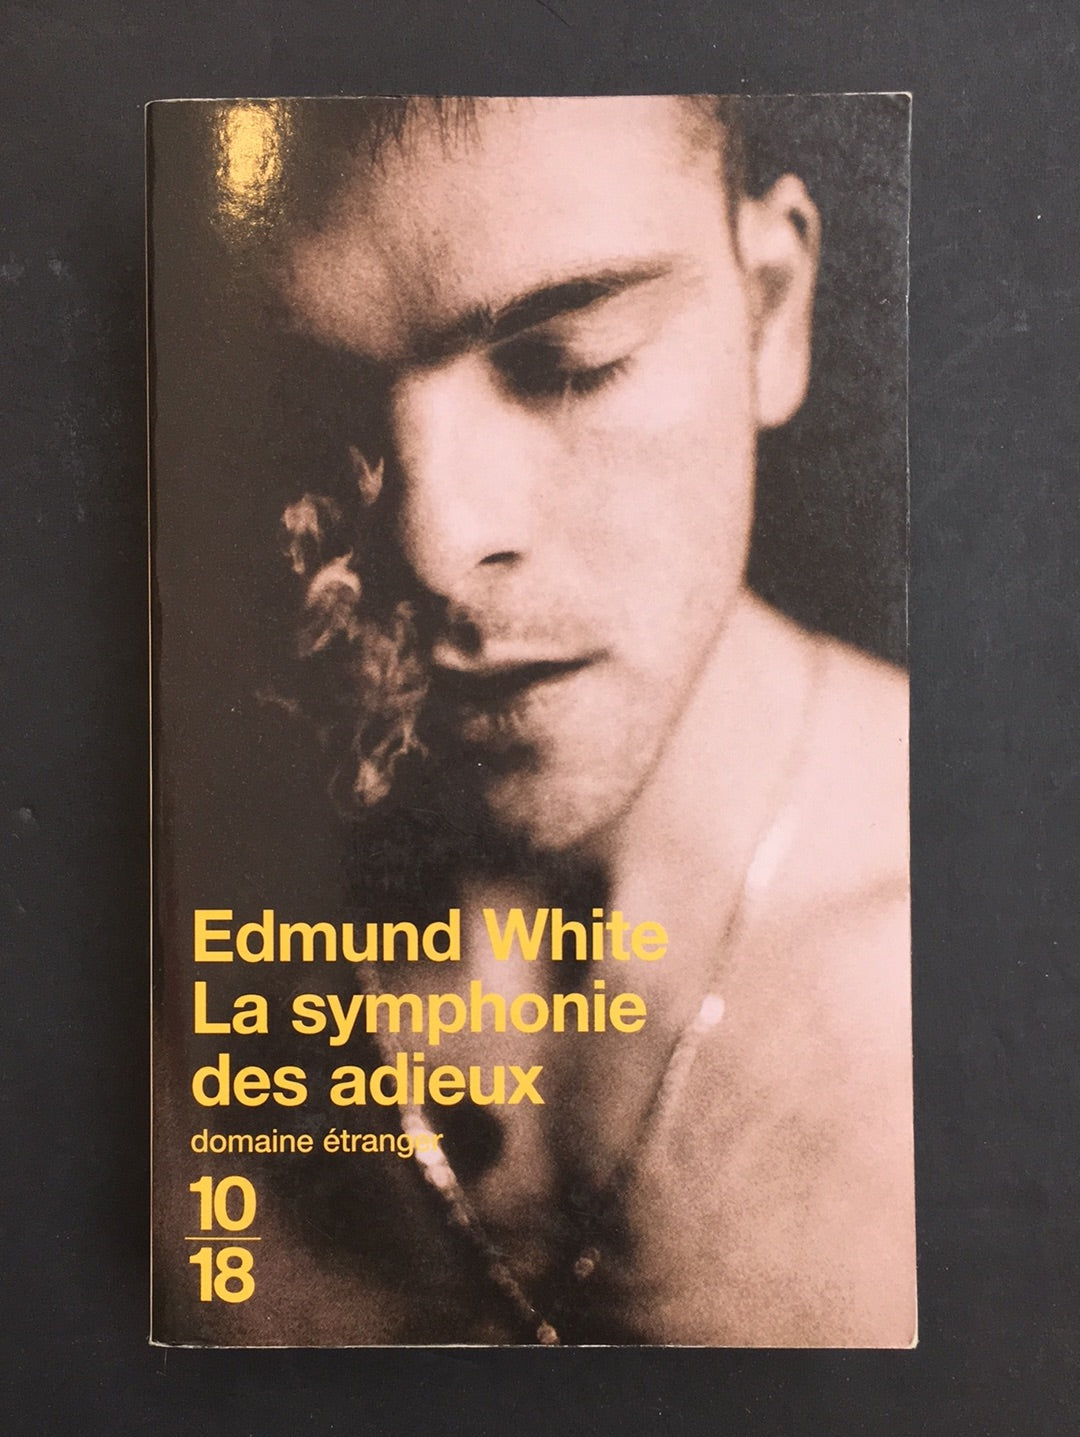 Edmund White
La symphonie
des adieux
domaine étranger
10
18